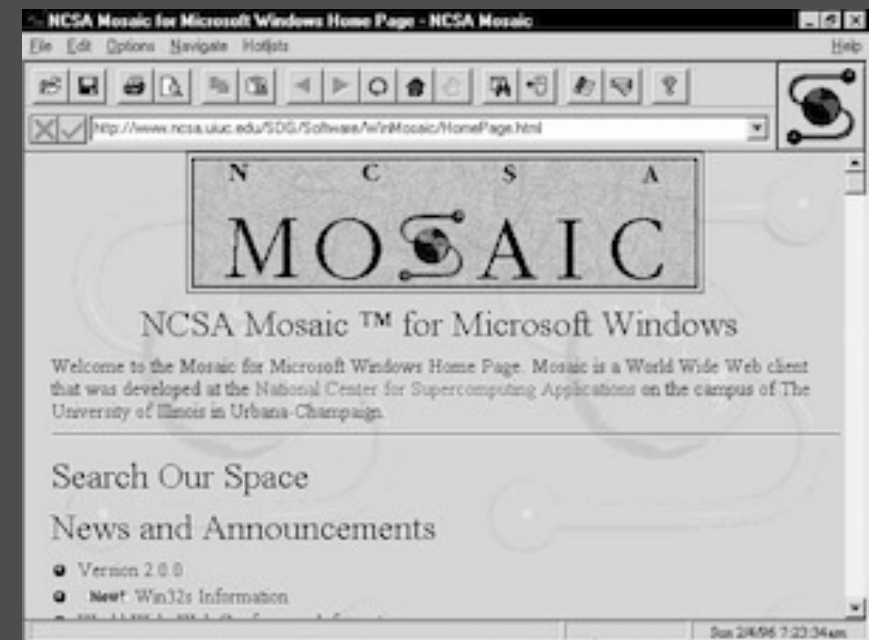 NCSA Mosaic for Microsoft Windows Home Page - NCSA Mosaic
File Edit Options Navigate Hotlists Help
http://www.ncsa.uiuc.edu/SDG/Software/WinMosaic/HomePage.html
N C S A
MOSAIC
NCSA Mosaic ™ for Microsoft Windows
Welcome to the Mosaic for Microsoft Windows Home Page. Mosaic is a World Wide Web client
that was developed at the National Center for Supercomputing Applications on the campus of The
University of Illinois in Urbana-Champaign.
Search Our Space
News and Announcements
Version 2.0.0
New! Win32s Information
Sun 2/4/96 7:23:34am